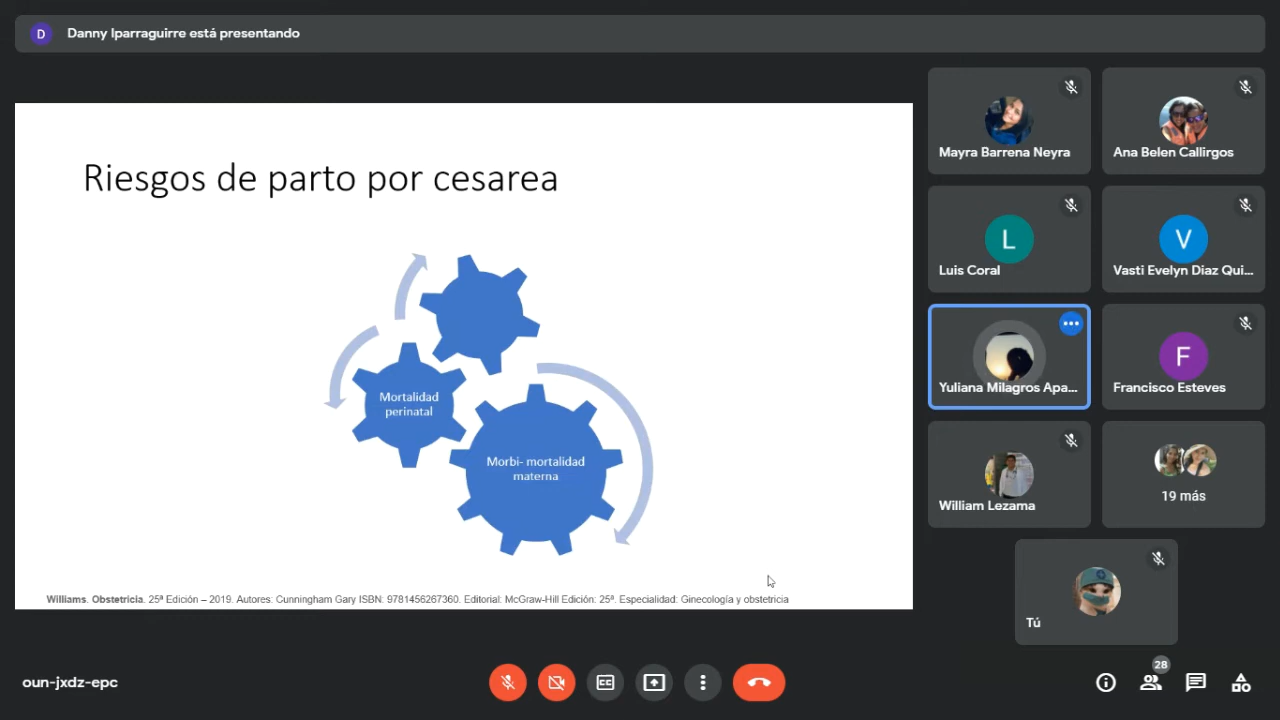 D
Danny Iparraguirre está presentando
Riesgos de parto por cesarea
Mortalidad
perinatal
Morbi- mortalidad
materna
Williams. Obstetricia. 25ª Edición – 2019. Autores: Cunningham Gary ISBN: 9781456267360. Editorial: McGraw-Hill Edición: 25ª. Especialidad: Ginecología y obstetricia
Mayra Barrena Neyra
Ana Belen Callirgos
L
Luis Coral
V
Vasti Evelyn Diaz Qui...
Yuliana Milagros Apa...
F
Francisco Esteves
William Lezama
19 más
Tú
oun-jxdz-epc
CC
28